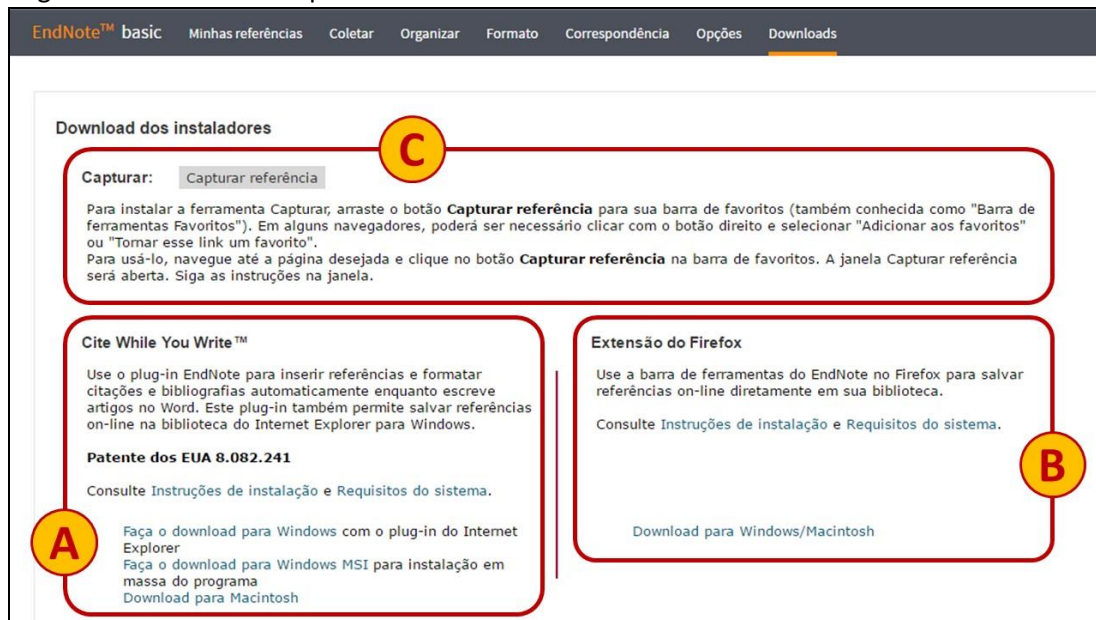 EndNote™ basic Minhas referências Coletar Organizar Formato Correspondência Opções Downloads
Download dos instaladores
C
Capturar: Capturar referência
Para instalar a ferramenta Capturar, arraste o botão Capturar referência para sua barra de favoritos (também conhecida como "Barra de
ferramentas Favoritos"). Em alguns navegadores, poderá ser necessário clicar com o botão direito e selecionar "Adicionar aos favoritos"
ou "Tornar esse link um favorito".
Para usá-lo, navegue até a página desejada e clique no botão Capturar referência na barra de favoritos. A janela Capturar referência
será aberta. Siga as instruções na janela.
Cite While You Write™
Use o plug-in EndNote para inserir referências e formatar
citações e bibliografias automaticamente enquanto escreve
artigos no Word. Este plug-in também permite salvar referências
on-line na biblioteca do Internet Explorer para Windows.
Patente dos EUA 8.082.241
Consulte Instruções de instalação e Requisitos do sistema.
A
Faça o download para Windows com o plug-in do Internet
Explorer
Faça o download para Windows MSI para instalação em
massa do programa
Download para Macintosh
Extensão do Firefox
Use a barra de ferramentas do EndNote no Firefox para salvar
referências on-line diretamente em sua biblioteca.
Consulte Instruções de instalação e Requisitos do sistema.
B
Download para Windows/Macintosh